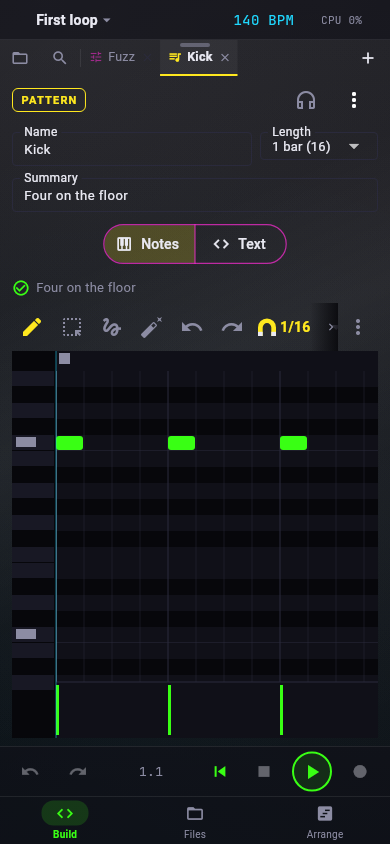 First loop
140 BPM
CPU 0%
Fuzz
Kick
PATTERN
Name
Kick
Length
1 bar (16)
Summary
Four on the floor
Notes
Text
Four on the floor
1/16
1.1
Build
Files
Arrange